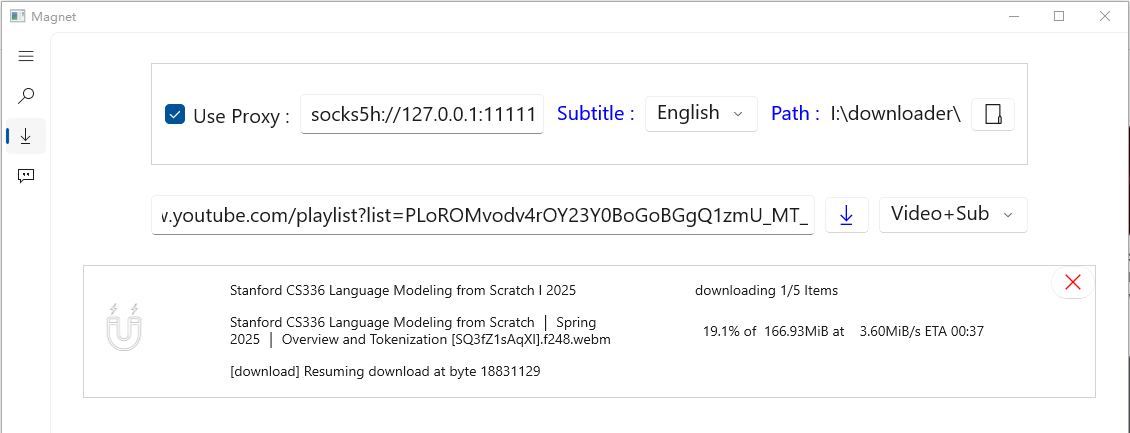 Magnet
Use Proxy :
socks5h://127.0.0.1:11111
Subtitle :
English
Path :
I:\downloader\
w.youtube.com/playlist?list=PLoROMvodv4rOY23Y0BoGoBGgQ1zmU_MT_
Video+Sub
Stanford CS336 Language Modeling from Scratch I 2025
downloading 1/5 Items
Stanford CS336 Language Modeling from Scratch ｜ Spring
2025 ｜ Overview and Tokenization [SQ3fZ1sAqXI].f248.webm
19.1% of 166.93MiB at 3.60MiB/s ETA 00:37
[download] Resuming download at byte 18831129